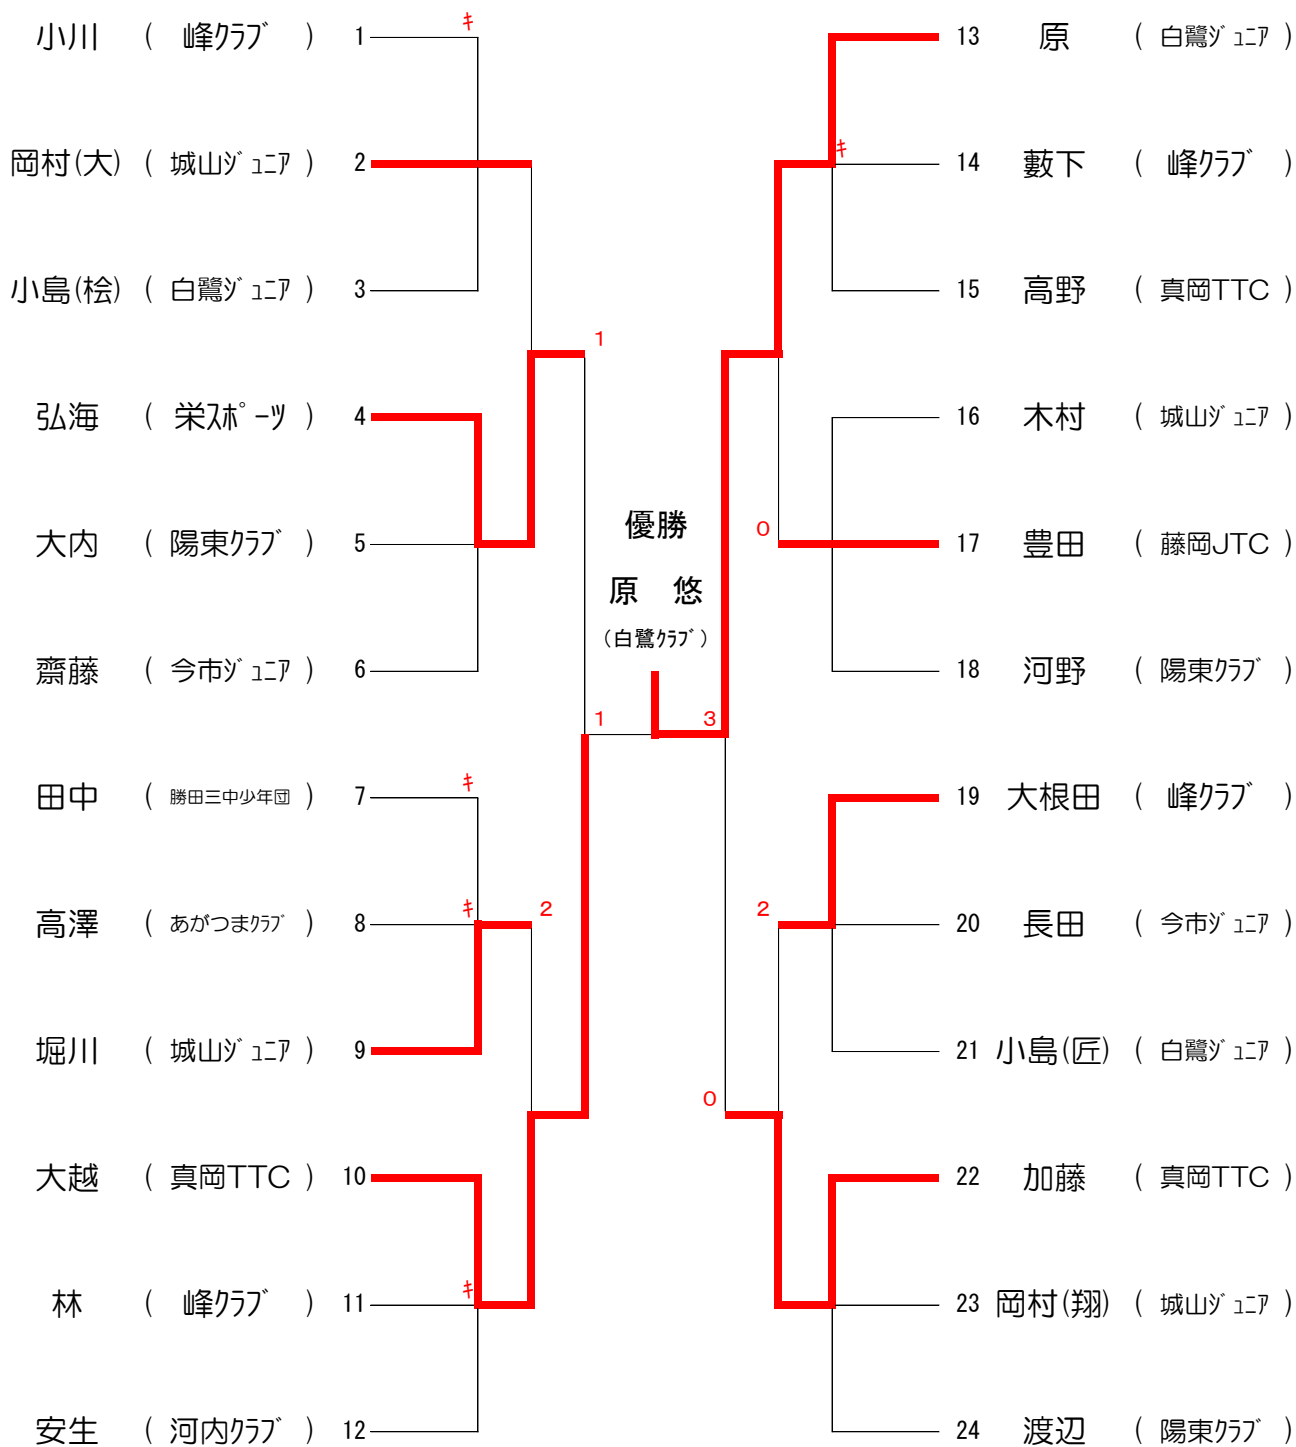 小川 ( 峰ｸﾗﾌﾞ ) 1 ｷ
岡村(大) ( 城山ｼﾞｭﾆｱ ) 2
小島(桧) ( 白鷺ｼﾞｭﾆｱ ) 3
1
弘海 ( 栄ｽﾎﾟｰﾂ ) 4
大内 ( 陽東ｸﾗﾌﾞ ) 5
齋藤 ( 今市ｼﾞｭﾆｱ ) 6
1
田中 ( 勝田三中少年団 ) 7 ｷ
高澤 ( あがつまｸﾗﾌﾞ ) 8 ｷ 2
堀川 ( 城山ｼﾞｭﾆｱ ) 9
大越 ( 真岡TTC ) 10
林 ( 峰ｸﾗﾌﾞ ) 11 ｷ
安生 ( 河内ｸﾗﾌﾞ ) 12
優勝
原 悠
(白鷺ｸﾗﾌﾞ)
3
13 原 ( 白鷺ｼﾞｭﾆｱ )
ｷ 14 藪下 ( 峰ｸﾗﾌﾞ )
15 高野 ( 真岡TTC )
16 木村 ( 城山ｼﾞｭﾆｱ )
0 17 豊田 ( 藤岡JTC )
18 河野 ( 陽東ｸﾗﾌﾞ )
19 大根田 ( 峰ｸﾗﾌﾞ )
2 20 長田 ( 今市ｼﾞｭﾆｱ )
21 小島(匠) ( 白鷺ｼﾞｭﾆｱ )
0
22 加藤 ( 真岡TTC )
23 岡村(翔) ( 城山ｼﾞｭﾆｱ )
24 渡辺 ( 陽東ｸﾗﾌﾞ )